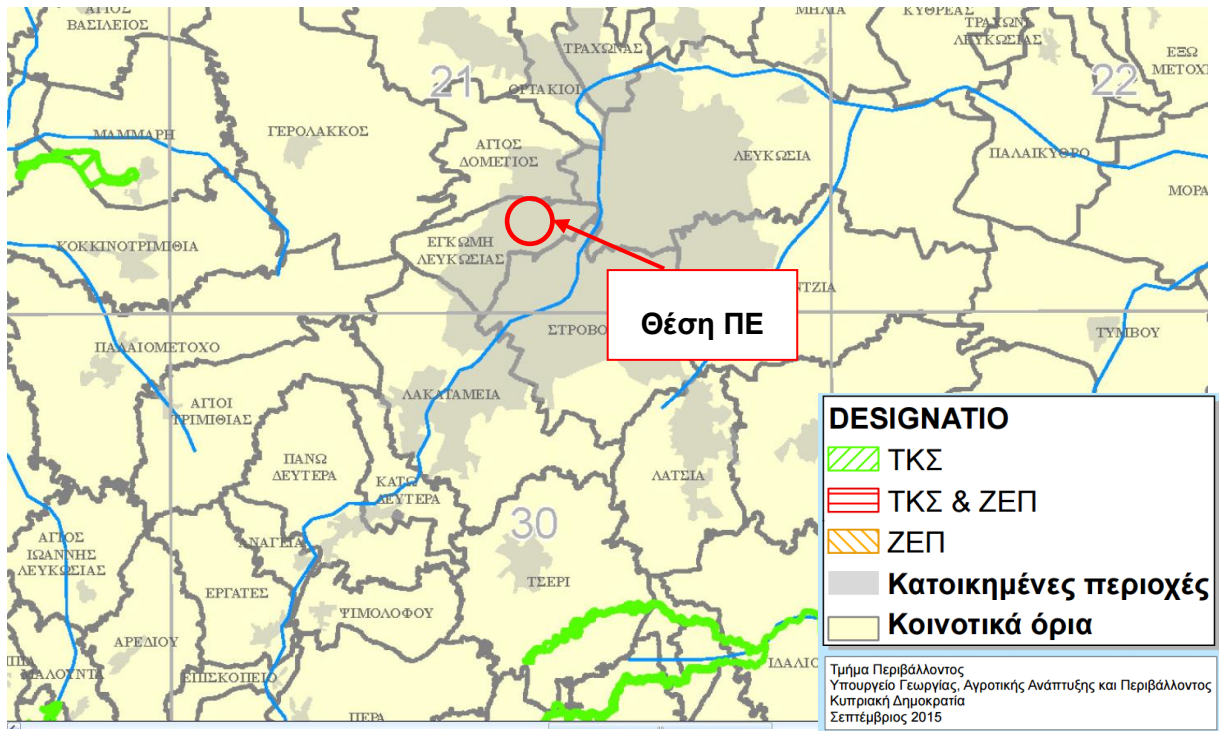 ΑΓΙΟΣ
ΒΑΣΙΛΕΙΟΣ
ΜΗΛΙΑ
ΚΥΘΡΕΑΣ
ΤΡΑΧΩΝΙ
ΛΕΥΚΩΣΙΑΣ
ΕΞΩ
ΤΡΑΧΩΝΑΣ
21
22
ΟΡΤΑΚΙΟΙ
ΜΑΜΜΑΡΗ
ΓΕΡΟΛΑΚΚΟΣ
ΑΓΙΟΣ
ΔΟΜΕΤΙΟΣ
ΛΕΥΚΩΣΙΑ
ΠΑΛΑΙΚΥΘΡΟ
ΜΟΡΑ
ΚΟΚΚΙΝΟΤΡΙΜΙΘΙΑ
ΕΓΚΩΜΗ
ΛΕΥΚΩΣΙΑΣ
ΝΤΖΙΑ
Θέση ΠΕ
ΣΤΡΟΒΟ
ΤΥΜΒΟΥ
ΠΑΛΑΙΟΜΕΤΟΧΟ
ΛΑΚΑΤΑΜΕΙΑ
ΑΓΙΟΙ
ΤΡΙΜΙΘΙΑΣ
ΠΑΝΩ
ΔΕΥΤΕΡΑ
ΚΑΤΩ
ΔΕΥΤΕΡΑ
ΛΑΤΣΙΑ
30
ΑΓΙΟΣ
ΙΩΑΝΝΗΣ
ΛΕΥΚΩΣΙΑΣ
ΑΝΑΓΕΙΑ
ΤΣΕΡΙ
ΕΡΓΑΤΕΣ
ΨΙΜΟΛΟΦΟΥ
ΑΡΕΔΙΟΥ
ΜΑΛΟΥΝΤΑ
ΕΠΙΣΚΟΠΕΙΟ
ΙΔΑΛΙΟ
ΠΕΡΑ
DESIGNATIO
ΤΚΣ
ΤΚΣ & ΖΕΠ
ΖΕΠ
Κατοικημένες περιοχές
Κοινοτικά όρια
Τμήμα Περιβάλλοντος
Υπουργείο Γεωργίας, Αγροτικής Ανάπτυξης και Περιβάλλοντος
Κυπριακή Δημοκρατία
Σεπτέμβριος 2015